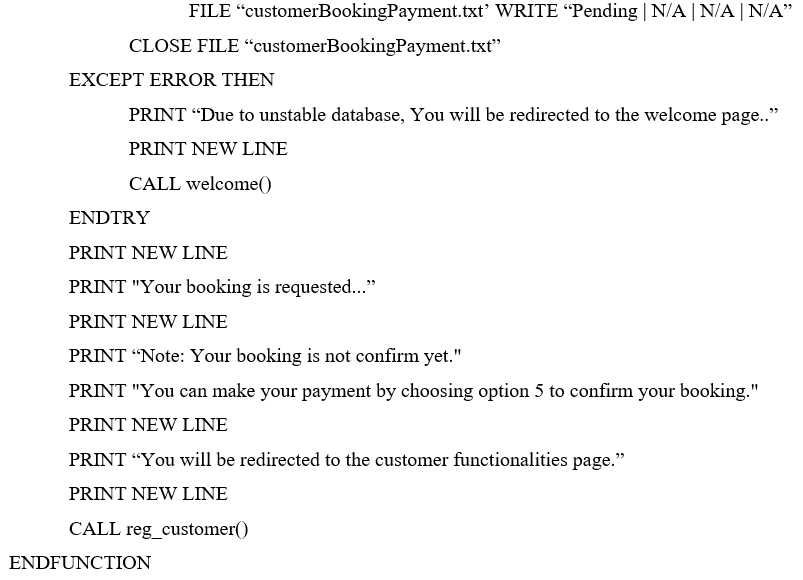 FILE “customerBookingPayment.txt’ WRITE “Pending | N/A | N/A | N/A”
CLOSE FILE “customerBookingPayment.txt”
EXCEPT ERROR THEN
PRINT “Due to unstable database, You will be redirected to the welcome page..”
PRINT NEW LINE
CALL welcome()
ENDTRY
PRINT NEW LINE
PRINT "Your booking is requested...”
PRINT NEW LINE
PRINT “Note: Your booking is not confirm yet."
PRINT "You can make your payment by choosing option 5 to confirm your booking."
PRINT NEW LINE
PRINT “You will be redirected to the customer functionalities page.”
PRINT NEW LINE
CALL reg_customer()
ENDFUNCTION